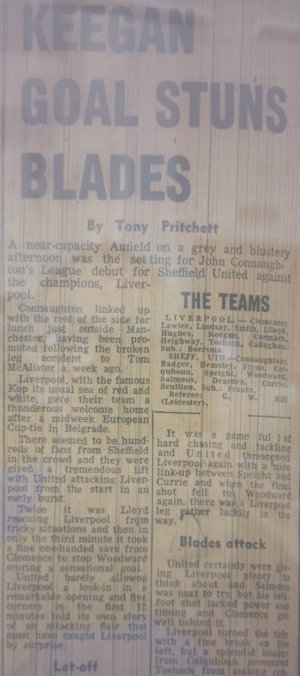 KEEGAN
GOAL STUNS
BLADES
By Tony Pritchett
A near-capacity Anfield on a grey and blustery
afternoon was the setting for John Connaugh-
ton's League debut for Sheffield United against
the champions, Liver-
pool.
Connaughton linked up
with the rest of the side for
lunch just outside Man-
chester, having been pro-
moted following the broken
leg accident to Tom
McAlister a week ago.
Liverpool, with the famous
Kop its usual sea of red and
white, gave their team a
thunderous welcome home
after a midweek European
Cup-tie in Belgrade.
There seemed to be hund-
reds of fans from Sheffield
in the crowd and they were
given a tremendous lift
with United attacking Liver-
pool from the start in an
early burst.
Twice it was Lloyd
rescuing Liverpool from
tricky situations and then in
only the third minute it took
a fine one-handed save from
Clemence to stop Woodward
scoring a sensational goal.
United barely allowed
Liverpool a look-in in a
remarkable opening and five
corners in the first 15
minutes told its own story
of an attacking flair that
must have caught Liverpool
by surprise.
Let-off
THE TEAMS
LIVERPOOL.—Clemence;
Lawler, Lindsay, Smith, Lloyd,
Hughes, Keegan, Cormack,
Heighway, Toshack, Callaghan.
Sub.: Boersma.
SHEFF. UTD.—Connaughton;
Badger, Hemsley, Flynn, Col-
quhoun, Speight, Woodward,
Salmons, Dearden, Currie,
Scullion. Sub.: Franks.
Referee: G. W. Hill
(Leicester).
It was a game full of
hard chasing and tackling
and United threatened
Liverpool again with a nice
link-up between Speight and
Currie and when the final
shot fell to Woodward
again, there was a Liverpool
leg rather luckily in the
way.
Blades attack
United certainly were giv-
ing Liverpool plenty to
think about and Salmons
was next to try, but his left-
foot shot lacked power and
timing and Clemence got
well behind it.
Liverpool turned the tide
with a fine break on the
left, but a splendid header
from Colquhoun prevented
Toshack from making